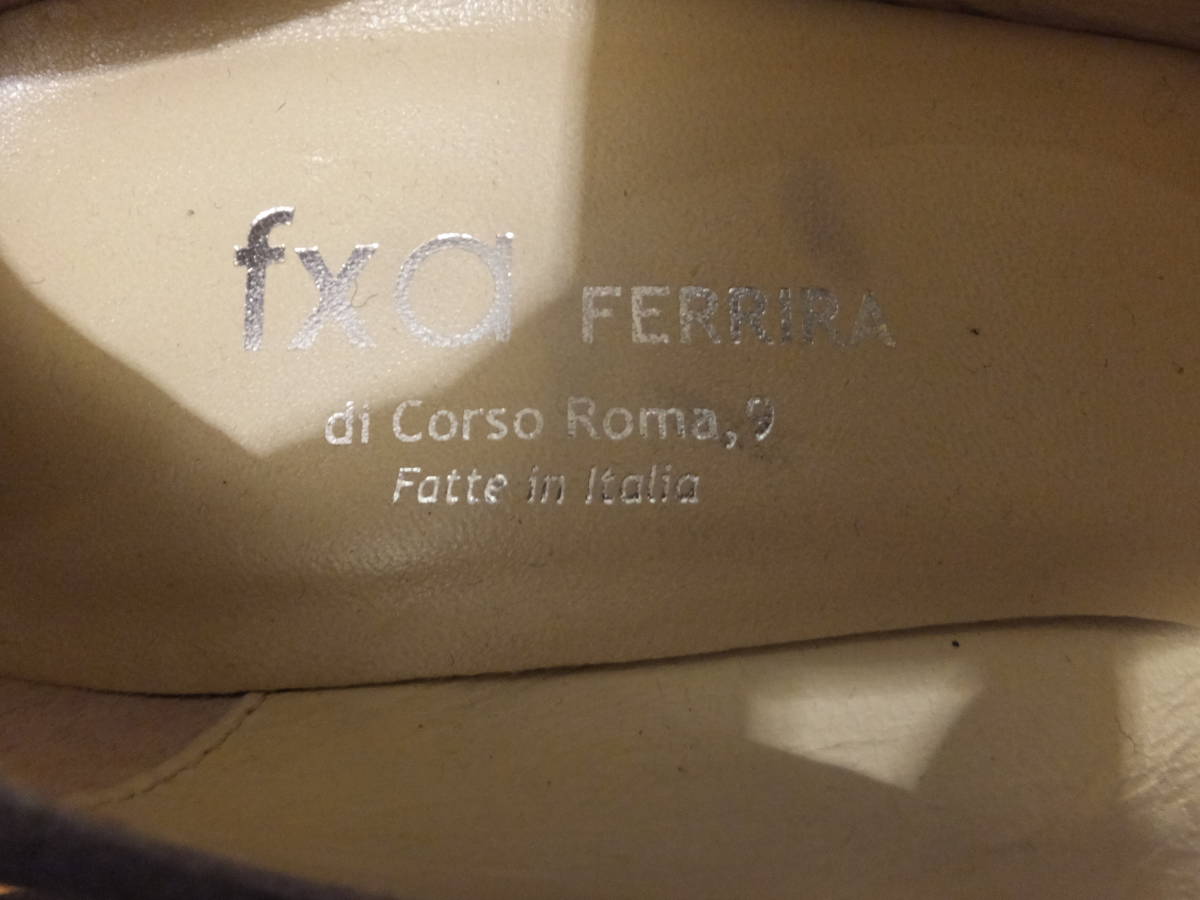 fxa FERRIRA
di Corso Roma, 9
Fatte in Italia